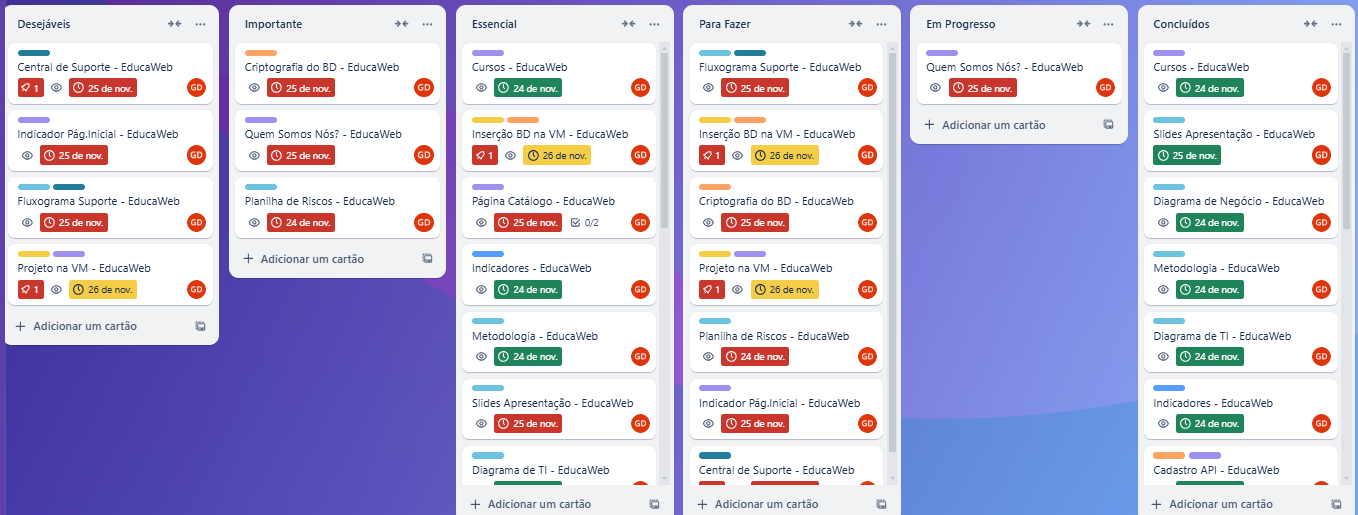 Desejáveis
Central de Suporte - EducaWeb
1
25 de nov.
GD
Indicador Pág.Inicial - EducaWeb
25 de nov.
GD
Fluxograma Suporte - EducaWeb
25 de nov.
GD
Projeto na VM - EducaWeb
1
26 de nov.
GD
Adicionar um cartão
Importante
Criptografia do BD - EducaWeb
25 de nov.
GD
Quem Somos Nós? - EducaWeb
25 de nov.
GD
Planilha de Riscos - EducaWeb
24 de nov.
GD
Adicionar um cartão
Essencial
Cursos - EducaWeb
24 de nov.
GD
Inserção BD na VM - EducaWeb
1
26 de nov.
GD
Página Catálogo - EducaWeb
25 de nov.
0/2
GD
Indicadores - EducaWeb
24 de nov.
GD
Metodologia - EducaWeb
24 de nov.
GD
Slides Apresentação - EducaWeb
25 de nov.
GD
Diagrama de TI - EducaWeb
Adicionar um cartão
Para Fazer
Fluxograma Suporte - EducaWeb
25 de nov.
GD
Inserção BD na VM - EducaWeb
1
26 de nov.
GD
Criptografia do BD - EducaWeb
25 de nov.
GD
Projeto na VM - EducaWeb
1
26 de nov.
GD
Planilha de Riscos - EducaWeb
24 de nov.
GD
Indicador Pág.Inicial - EducaWeb
25 de nov.
GD
Central de Suporte - EducaWeb
Adicionar um cartão
Em Progresso
Quem Somos Nós? - EducaWeb
25 de nov.
GD
Adicionar um cartão
Concluídos
Cursos - EducaWeb
24 de nov.
GD
Slides Apresentação - EducaWeb
25 de nov.
GD
Diagrama de Negócio - EducaWeb
24 de nov.
GD
Metodologia - EducaWeb
24 de nov.
GD
Diagrama de TI - EducaWeb
24 de nov.
GD
Indicadores - EducaWeb
24 de nov.
GD
Cadastro API - EducaWeb
Adicionar um cartão